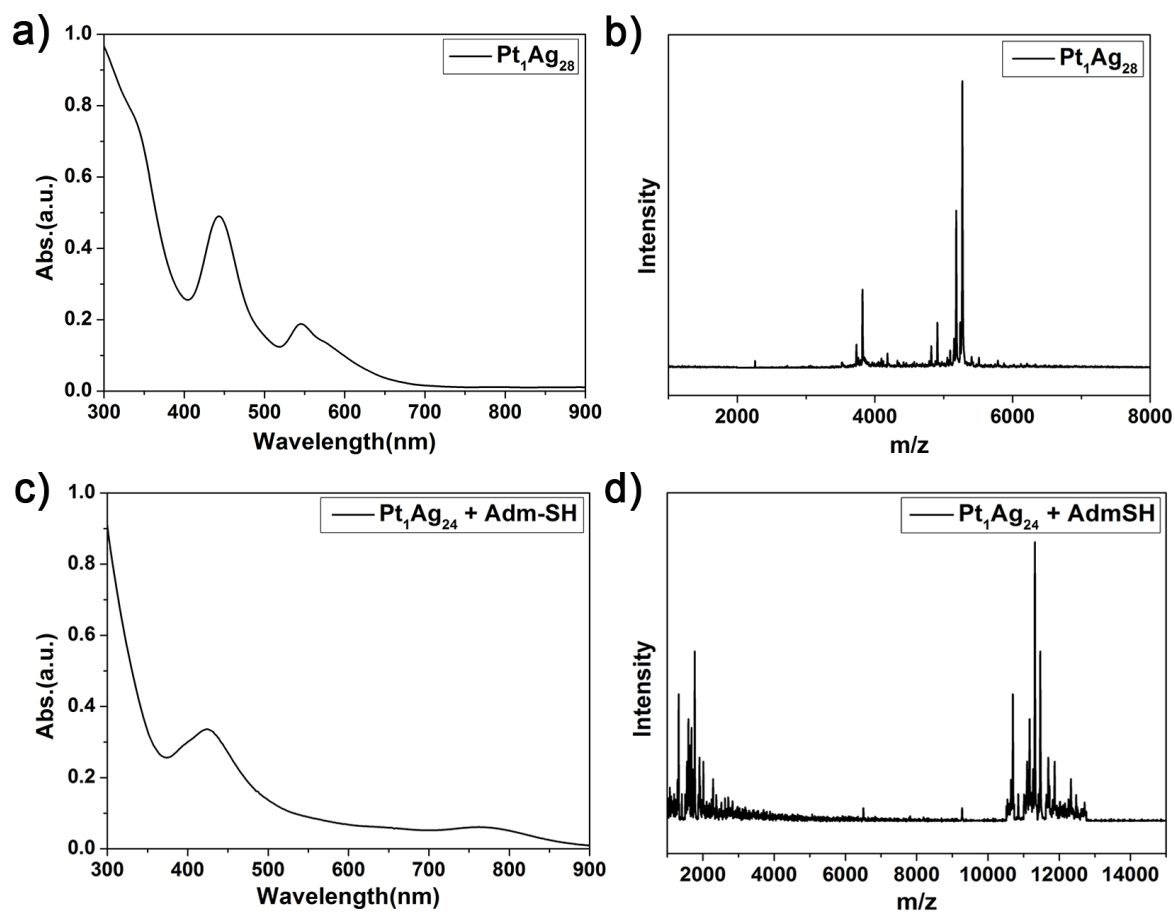 a)
Pt₁Ag₂₈
Abs.(a.u.)
1.0
0.8
0.6
0.4
0.2
0.0
300 400 500 600 700 800 900
Wavelength(nm)
b)
Pt₁Ag₂₈
Intensity
2000 4000 6000 8000
m/z
c)
Pt₁Ag₂₄ + Adm-SH
Abs.(a.u.)
1.0
0.8
0.6
0.4
0.2
0.0
300 400 500 600 700 800 900
Wavelength(nm)
d)
Pt₁Ag₂₄ + AdmSH
Intensity
2000 4000 6000 8000 10000 12000 14000
m/z